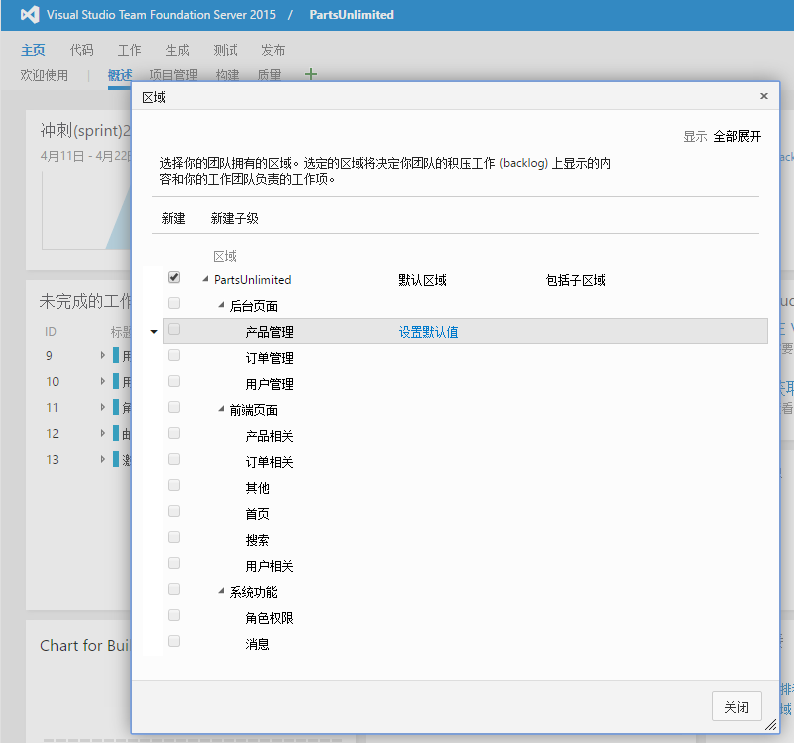 Visual Studio Team Foundation Server 2015 / PartsUnlimited
主页 代码 工作 生成 测试 发布
欢迎使用 | 概述 项目管理 构建 质量 +
区域 ×
冲刺(sprint)2
4月11日 - 4月22
显示 全部展开
选择你的团队拥有的区域。选定的区域将决定你团队的积压工作 (backlog) 上显示的内
容和你的工作团队负责的工作项。
新建 新建子级
区域
PartsUnlimited 默认区域 包括子区域
后台页面
产品管理 设置默认值
订单管理
用户管理
前端页面
产品相关
订单相关
其他
首页
搜索
用户相关
系统功能
角色权限
消息
关闭
未完成的工作
ID 标题
9 用
10 用
11 角
12 由
13 激
Chart for Bui